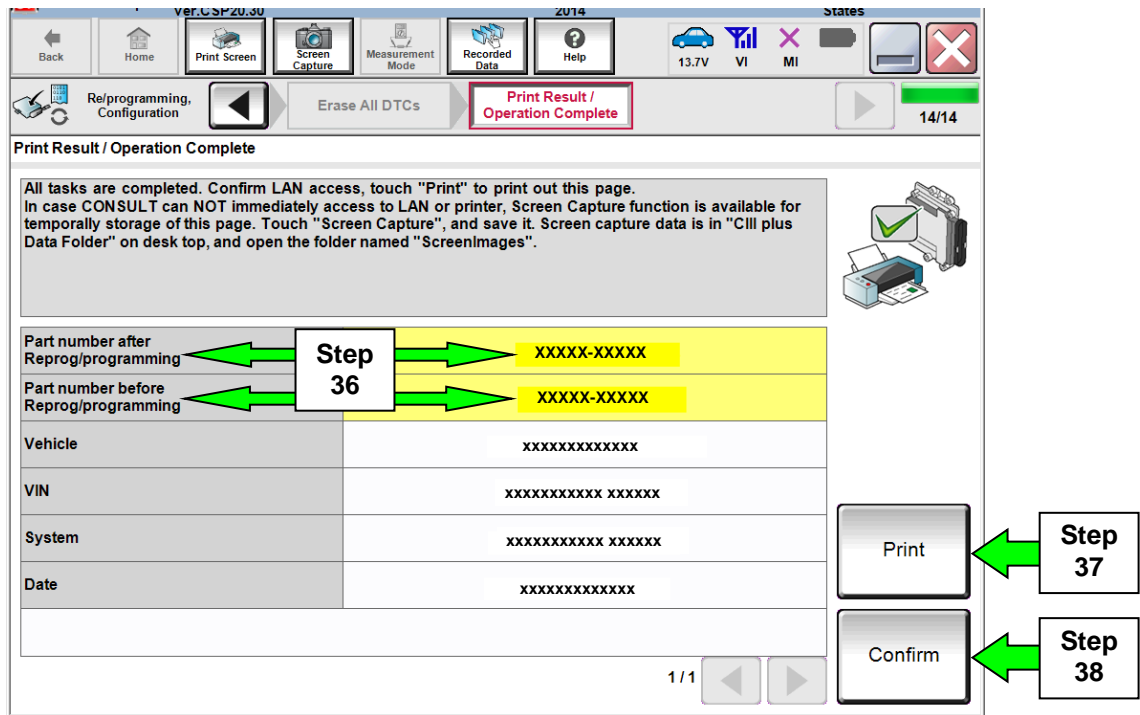 Ver.CSP20.30 2014 States
Back Home Print Screen Screen Capture Measurement Mode Recorded Data Help 13.7V VI MI
Re/programming, Configuration Erase All DTCs Print Result / Operation Complete 14/14
Print Result / Operation Complete
All tasks are completed. Confirm LAN access, touch "Print" to print out this page.
In case CONSULT can NOT immediately access to LAN or printer, Screen Capture function is available for
temporally storage of this page. Touch "Screen Capture", and save it. Screen capture data is in "CIII plus
Data Folder" on desk top, and open the folder named "ScreenImages".
Part number after
Reprog/programming
Step
36
XXXXX-XXXXX
Part number before
Reprog/programming
XXXXX-XXXXX
Vehicle xxxxxxxxxxxxx
VIN xxxxxxxxxxx xxxxxx
System xxxxxxxxxxx xxxxxx
Date xxxxxxxxxxxxx
Print
Step
37
Confirm
Step
38
1/1